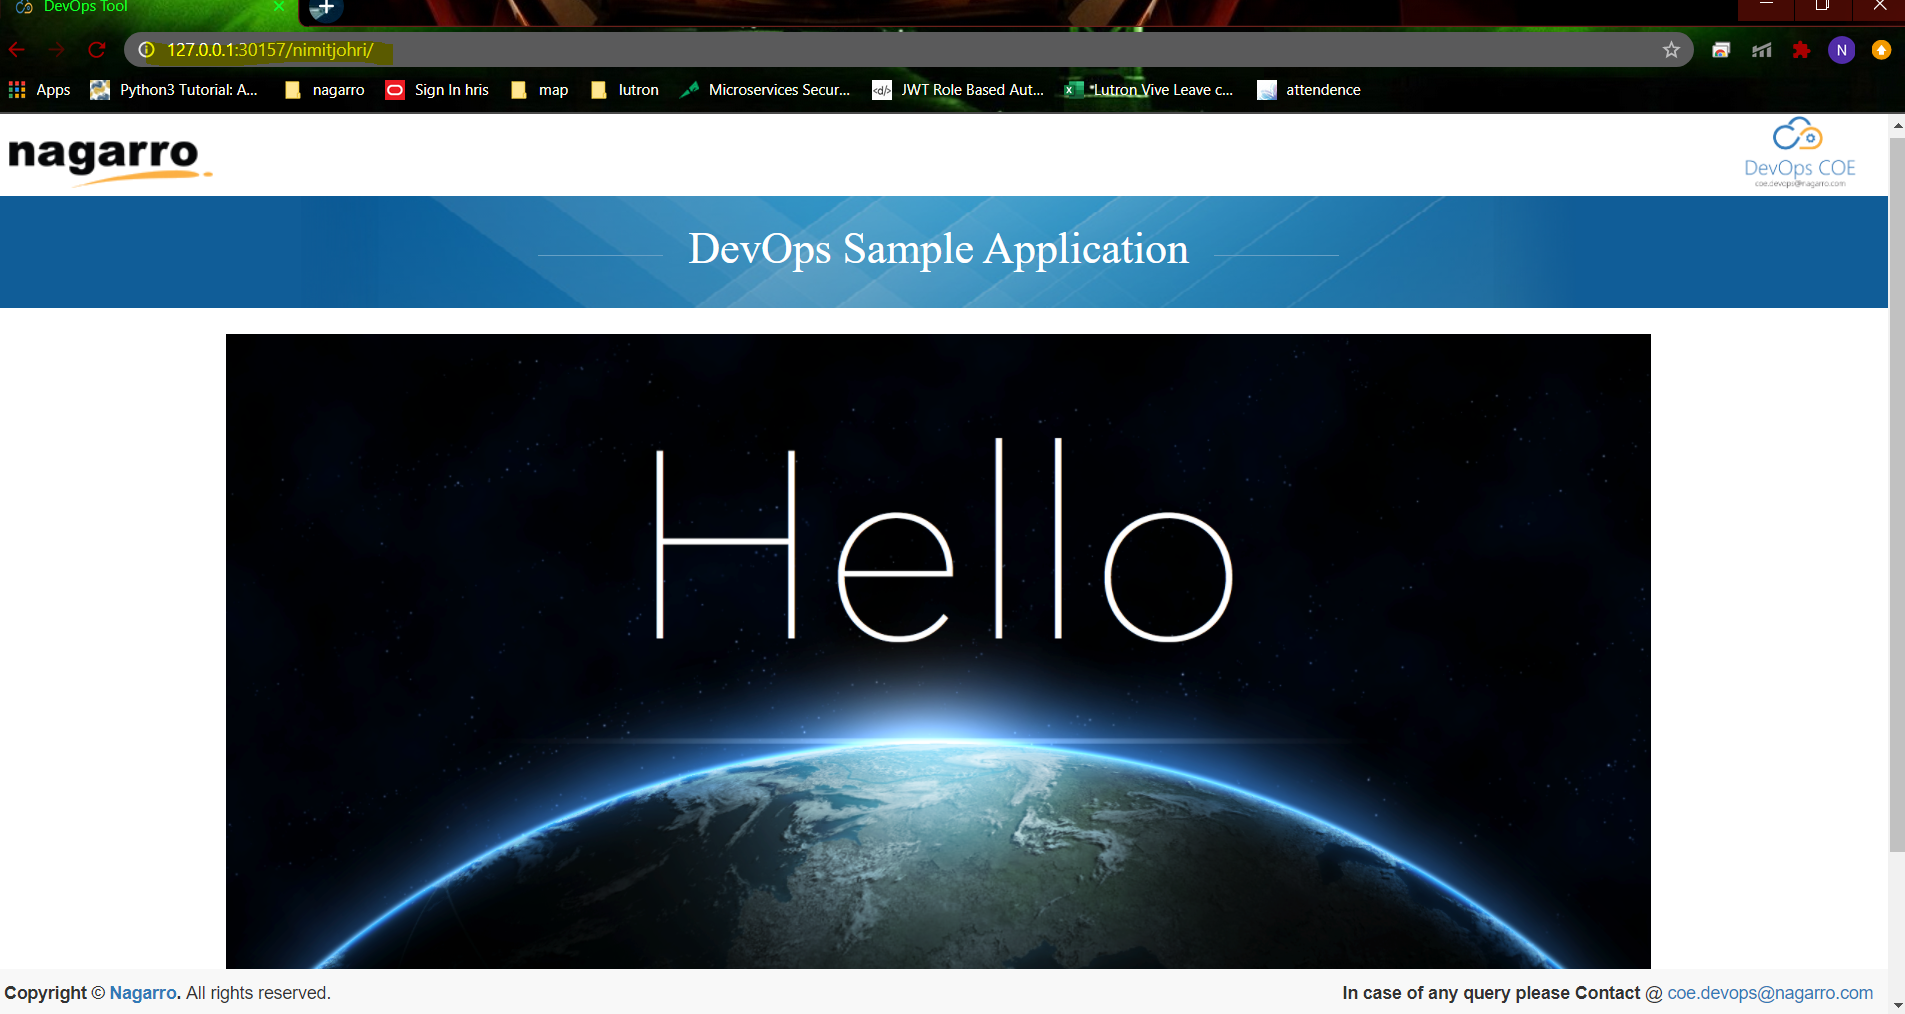 DevOps Tool
127.0.0.1:30157/nimitjohri/
N
Apps Python3 Tutorial: A... nagarro Sign In hris map lutron Microservices Secur... JWT Role Based Aut... *Lutron Vive Leave c... attendence
nagarro
DevOps COE
coe.devops@nagarro.com
DevOps Sample Application
Hello
Copyright © Nagarro. All rights reserved.
In case of any query please Contact @ coe.devops@nagarro.com